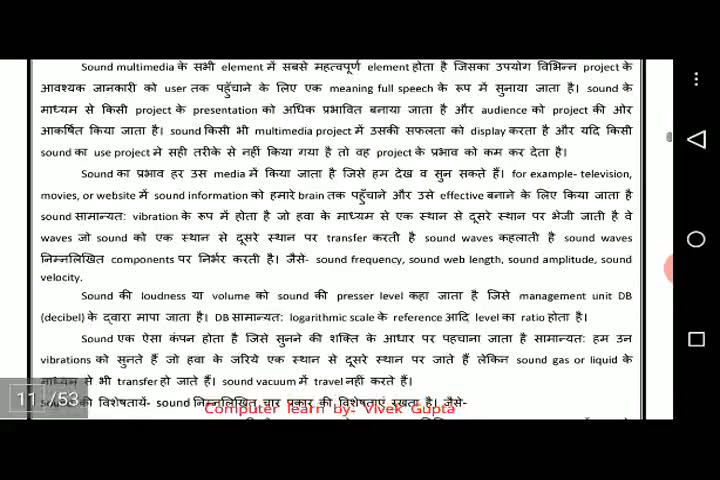 Sound multimedia के सभी element में सबसे महत्वपूर्ण element होता है जिसका उपयोग विभिन्न project के
आवश्यक जानकारी को user तक पहुँचाने के लिए एक meaning full speech के रूप में सुनाया जाता है। sound के
माध्यम से किसी project के presentation को अधिक प्रभावित बनाया जाता है और audience को project की ओर
आकर्षित किया जाता है। sound किसी भी multimedia project में उसकी सफलता को display करता है और यदि किसी
sound का use project मे सही तरीके से नहीं किया गया है तो वह project के प्रभाव को कम कर देता है।
Sound का प्रभाव हर उस media में किया जाता है जिसे हम देख व सुन सकते हैं। for example- television,
movies, or website में sound information को हमारे brain तक पहुँचाने और उसे effective बनाने के लिए किया जाता है
sound सामान्यत: vibration के रूप में होता है जो हवा के माध्यम से एक स्थान से दूसरे स्थान पर भेजी जाती है वे
waves जो sound को एक स्थान से दूसरे स्थान पर transfer करती है sound waves कहलाती है sound waves
निम्नलिखित components पर निर्भर करती है। जैसे- sound frequency, sound web length, sound amplitude, sound
velocity.
Sound की loudness या volume को sound की presser level कहा जाता है जिसे management unit DB
(decibel) के द्वारा मापा जाता है। DB सामान्यत: logarithmic scale के reference आदि level का ratio होता है।
Sound एक ऐसा कंपन होता है जिसे सुनने की शक्ति के आधार पर पहचाना जाता है सामान्यत: हम उन
vibrations को सुनते हैं जो हवा के जरिये एक स्थान से दूसरे स्थान पर जाते हैं लेकिन sound gas or liquid के
माध्यम से भी transfer हो जाते हैं। sound vacuum में travel नहीं करते हैं।
11 / 53
की विशेषतायें- sound निम्नलिखित चार प्रकार की विशेषताएं रखता है। जैसे-
Computer learn by- Vivek Gupta